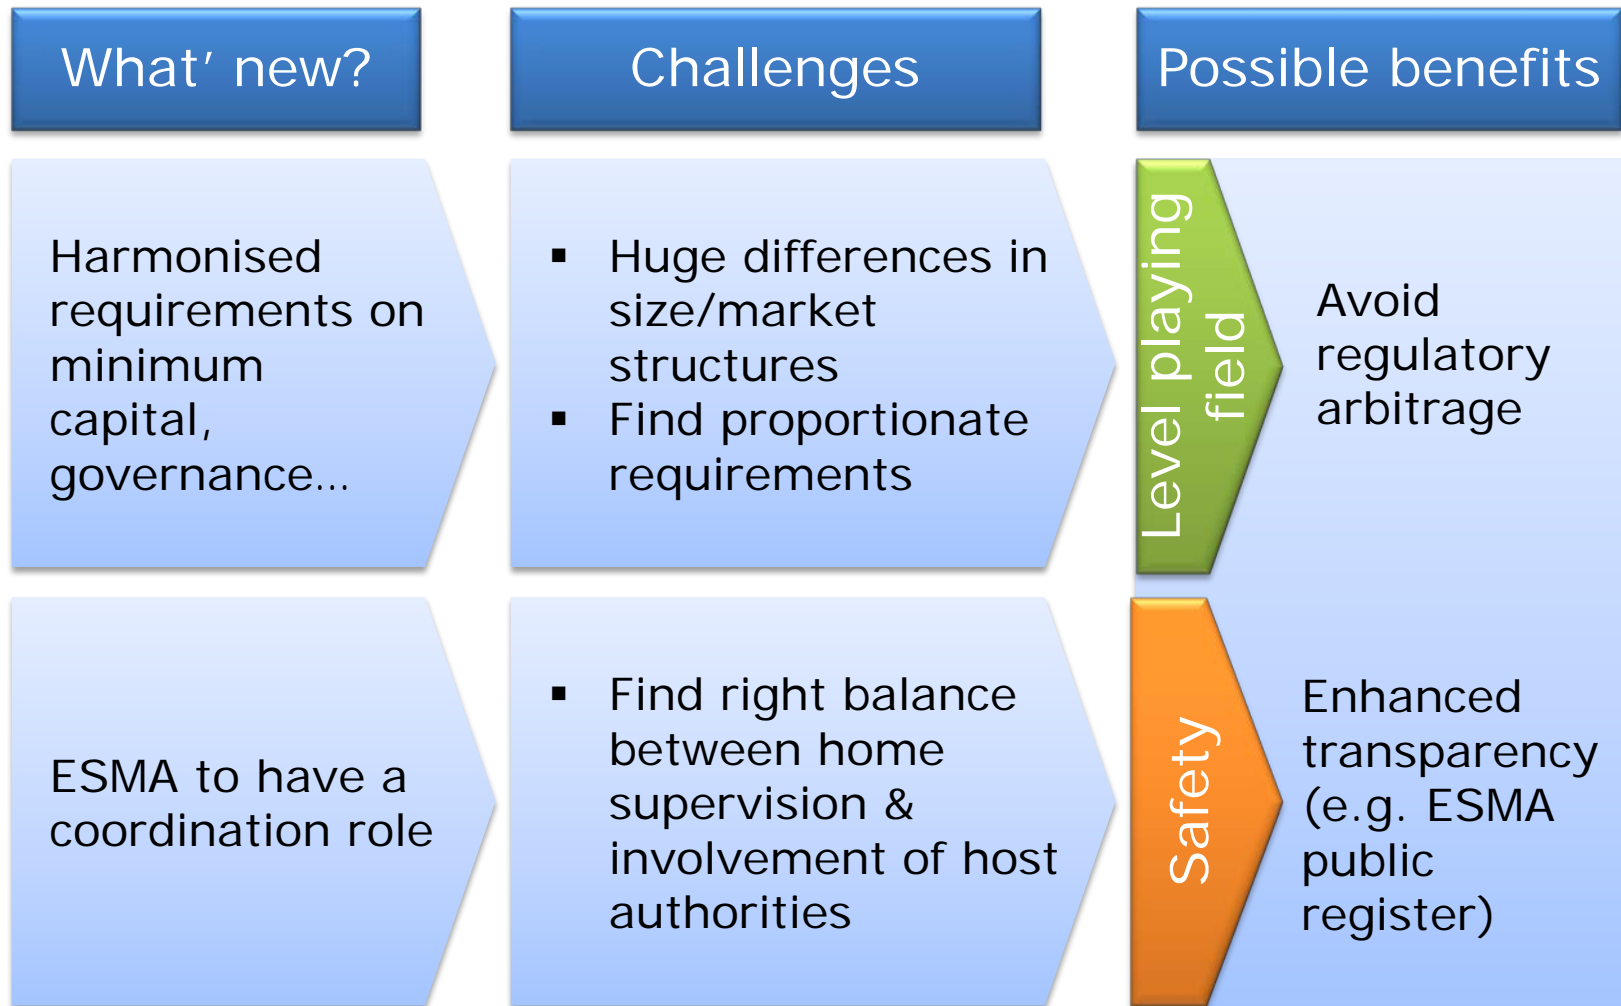 What’ new?
Challenges
Possible benefits
Harmonised
requirements on
minimum
capital,
governance...
▪ Huge differences in
size/market
structures
▪ Find proportionate
requirements
Level playing
field
Avoid
regulatory
arbitrage
ESMA to have a
coordination role
▪ Find right balance
between home
supervision &
involvement of host
authorities
Safety
Enhanced
transparency
(e.g. ESMA
public
register)